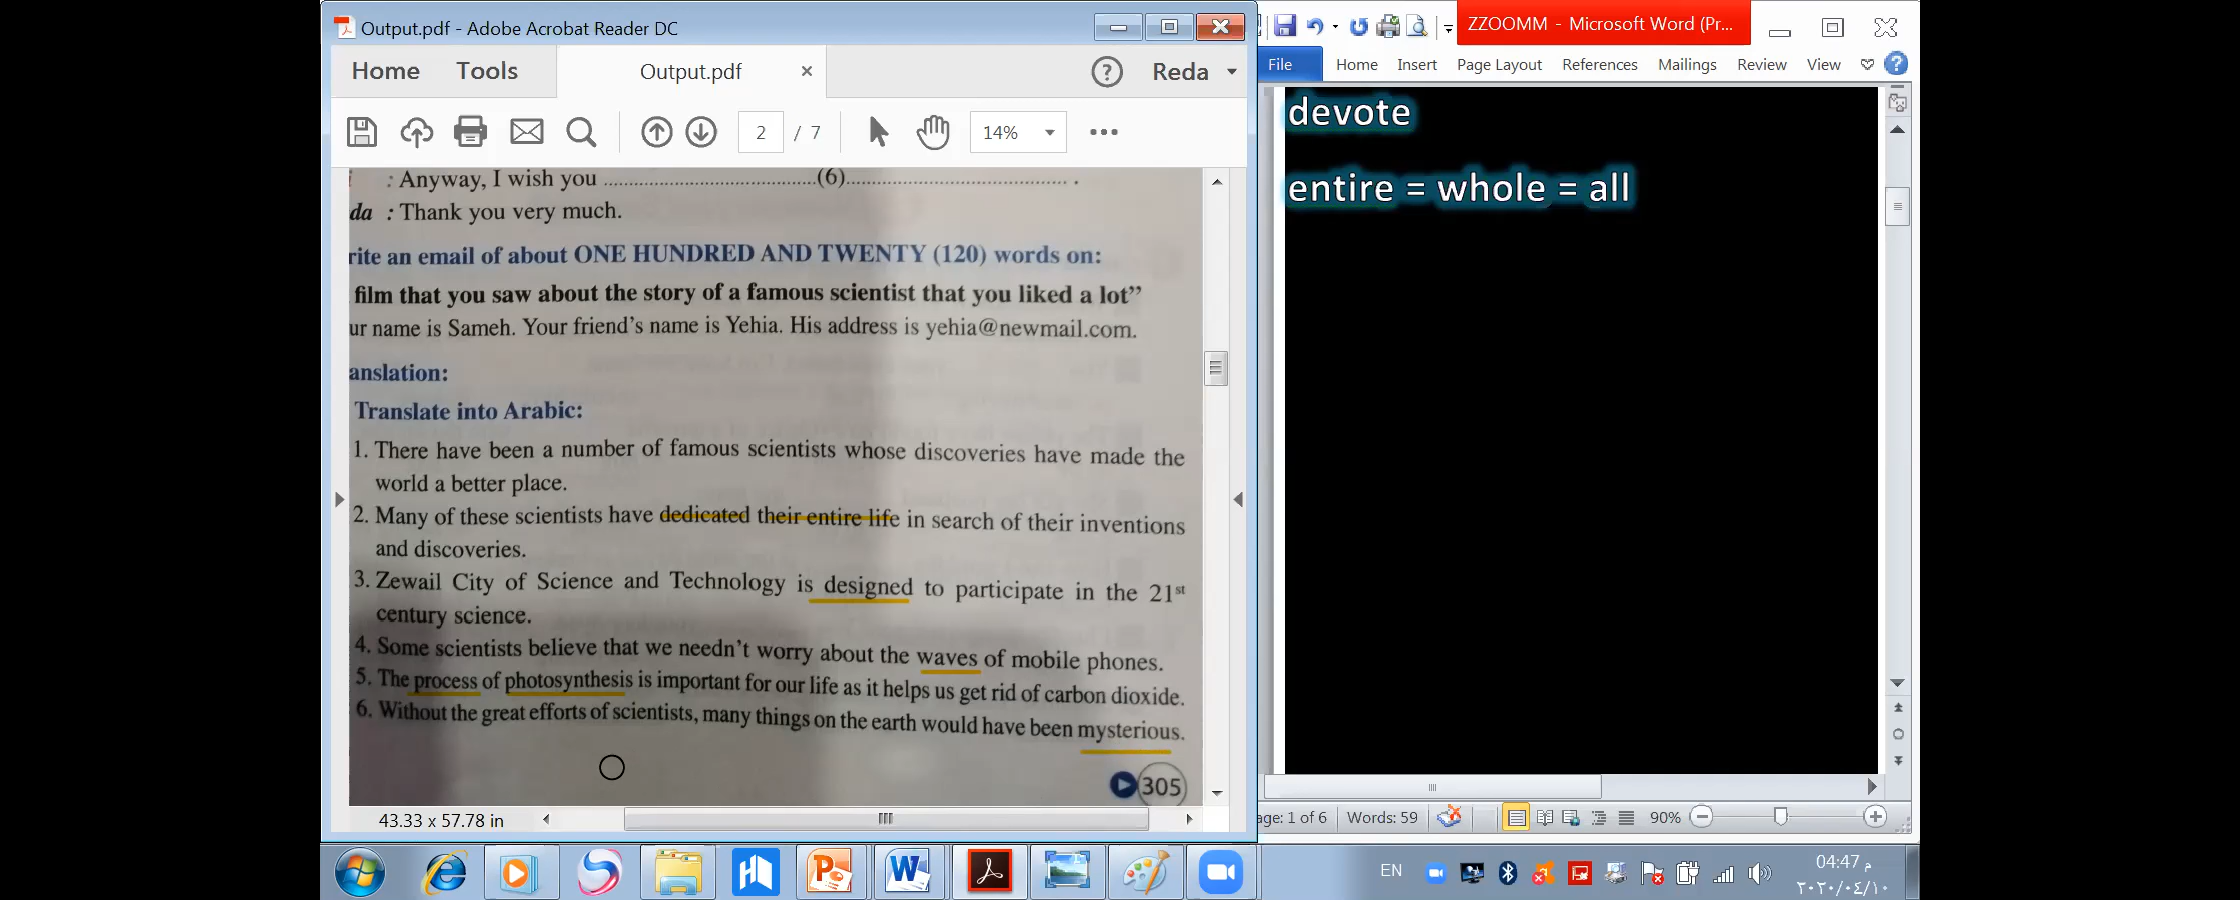 Output.pdf - Adobe Acrobat Reader DC
Home Tools Output.pdf Reda
2 / 7 14%
: Anyway, I wish you ......................................(6)....................................... .
da : Thank you very much.
rite an email of about ONE HUNDRED AND TWENTY (120) words on:
film that you saw about the story of a famous scientist that you liked a lot”
ur name is Sameh. Your friend’s name is Yehia. His address is yehia@newmail.com.
anslation:
Translate into Arabic:
1. There have been a number of famous scientists whose discoveries have made the
world a better place.
2. Many of these scientists have dedicated their entire life in search of their inventions
and discoveries.
3. Zewail City of Science and Technology is designed to participate in the 21st
century science.
4. Some scientists believe that we needn’t worry about the waves of mobile phones.
5. The process of photosynthesis is important for our life as it helps us get rid of carbon dioxide.
6. Without the great efforts of scientists, many things on the earth would have been mysterious.
305
43.33 x 57.78 in
ZZOOMM - Microsoft Word (Pr...
File Home Insert Page Layout References Mailings Review View
devote
entire = whole = all
age: 1 of 6 Words: 59 90%
EN
04:47 م
٢٠٢٠/٠٤/١٠